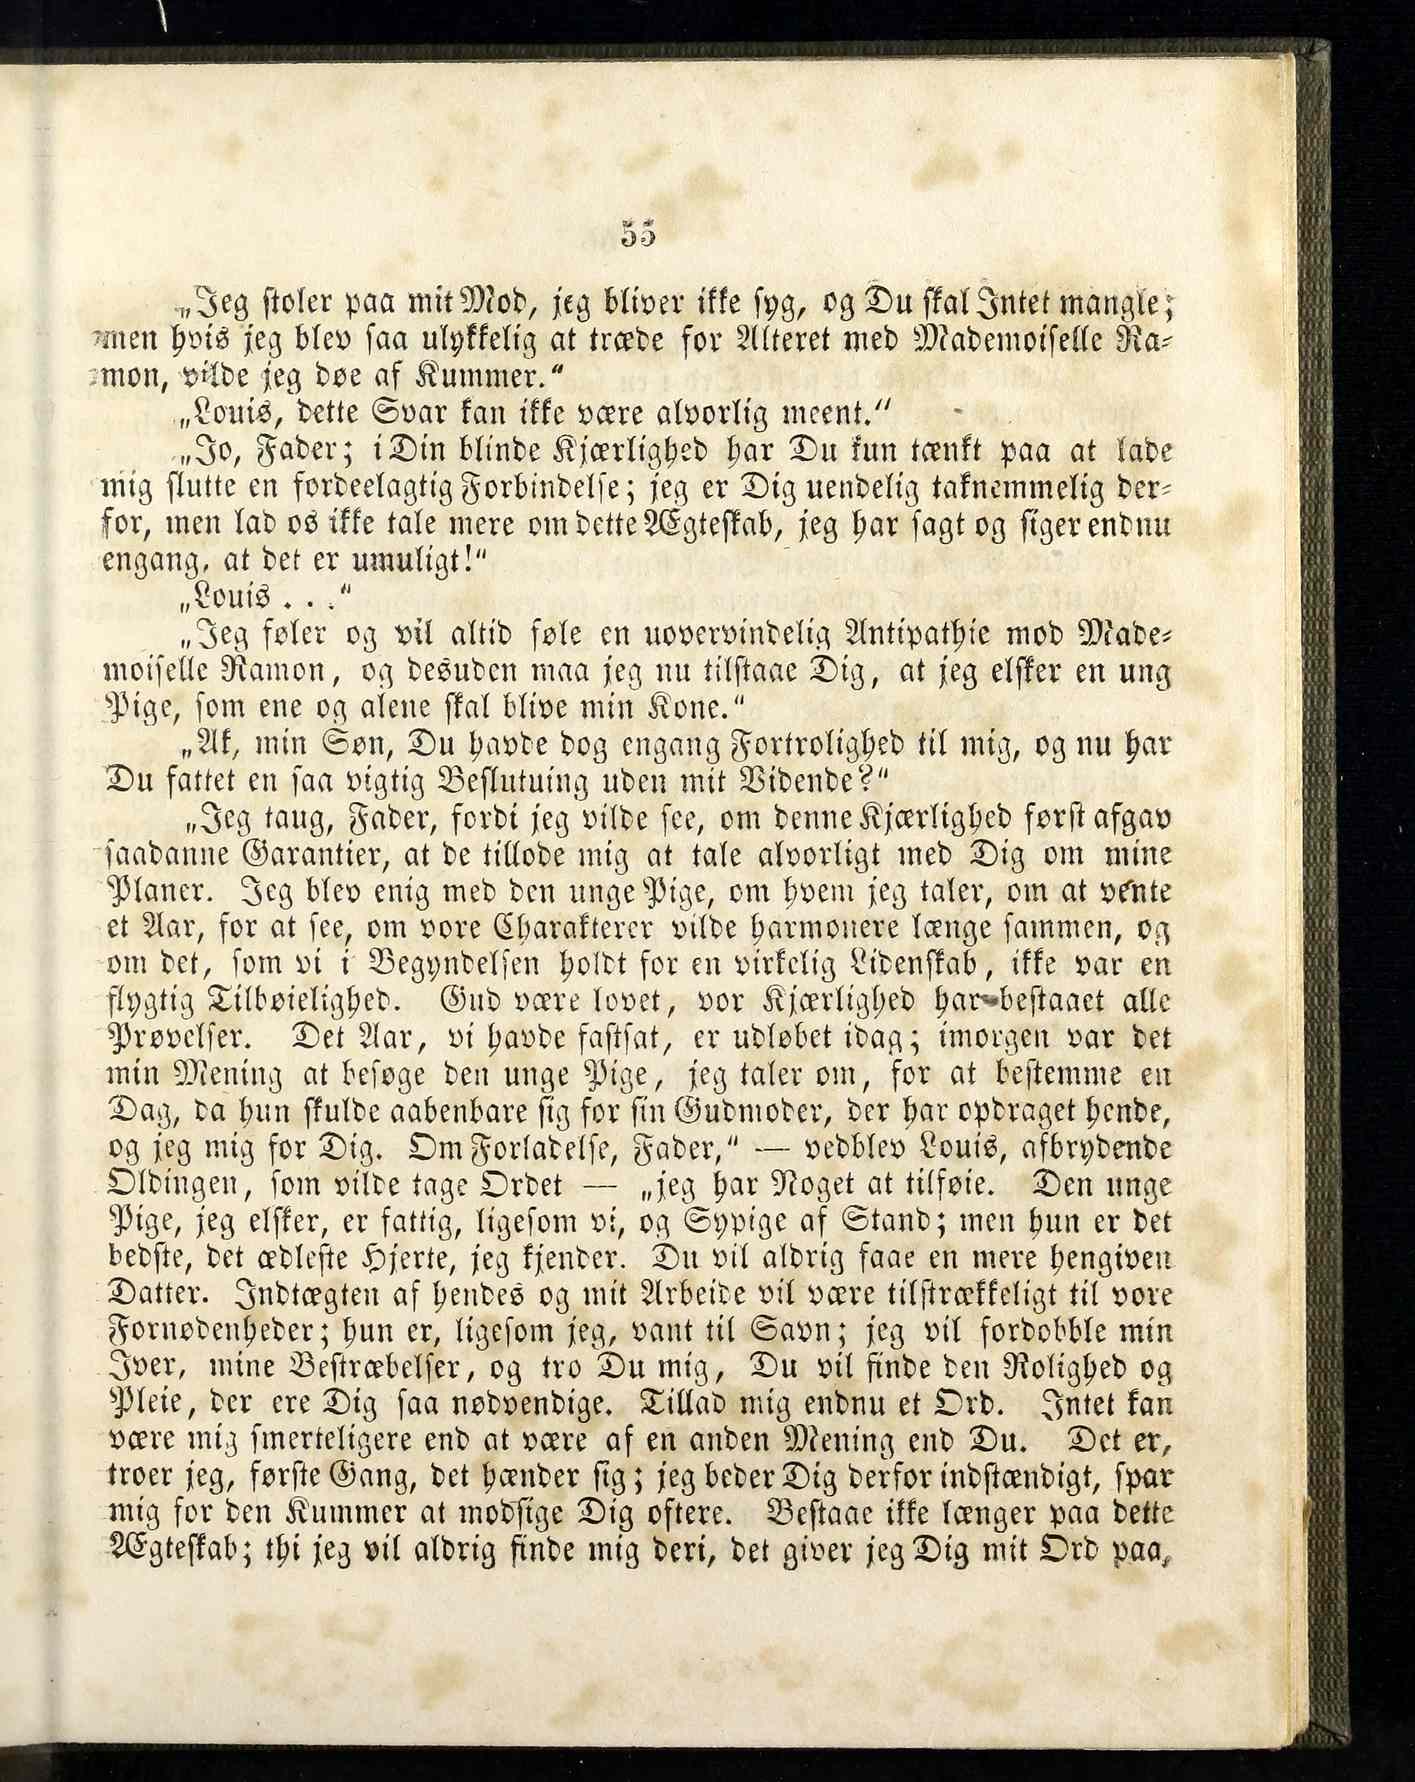 55
„Jeg stoler paa mit Mod, jeg bliver ikke syg, og Du skal Intet mangle;
men hvis jeg blev saa ulykkelig at træde for Alteret med Mademoiselle Ra-
mon, vilde jeg døe af Kummer.“
„Louis, dette Svar kan ikke være alvorlig meent.“
„Jo, Fader; i Din blinde Kjærlighed har Du kun tænkt paa at lade
mig slutte en fordeelagtig Forbindelse; jeg er Dig uendelig taknemmelig der-
for, men lad os ikke tale mere om dette Ægteskab, jeg har sagt og siger endnu
engang, at det er umuligt!“
„Louis . . .“
„Jeg føler og vil altid føle en uovervindelig Antipathie mod Made-
moiselle Ramon, og desuden maa jeg nu tilstaae Dig, at jeg elsker en ung
Pige, som ene og alene skal blive min Kone.“
„Ak, min Søn, Du havde dog engang Fortrolighed til mig, og nu har
Du fattet en saa vigtig Beslutuing uden mit Vidende?“
„Jeg taug, Fader, fordi jeg vilde see, om denne Kjærlighed først afgav
saadanne Garantier, at de tillode mig at tale alvorligt med Dig om mine
Planer. Jeg blev enig med den unge Pige, om hvem jeg taler, om at vente
et Aar, for at see, om vore Charakterer vilde harmonere længe sammen, og
om det, som vi i Begyndelsen holdt for en virkelig Lidenskab, ikke var en
flygtig Tilbøielighed. Gud være lovet, vor Kjærlighed har bestaaet alle
Prøvelser. Det Aar, vi havde fastsat, er udløbet idag; imorgen var det
min Mening at besøge den unge Pige, jeg taler om, for at bestemme en
Dag, da hun skulde aabenbare sig for sin Gudmoder, der har opdraget hende,
og jeg mig for Dig. Om Forladelse, Fader,“ — vedblev Louis, afbrydende
Oldingen, som vilde tage Ordet — „jeg har Noget at tilføie. Den unge
Pige, jeg elsker, er fattig, ligesom vi, og Sypige af Stand; men hun er det
bedste, det ædleste Hjerte, jeg kjender. Du vil aldrig faae en mere hengiven
Datter. Indtægten af hendes og mit Arbeide vil være tilstrækkeligt til vore
Fornødenheder; hun er, ligesom jeg, vant til Savn; jeg vil fordobble min
Iver, mine Bestræbelser, og tro Du mig, Du vil finde den Rolighed og
Pleie, der ere Dig saa nødvendige. Tillad mig endnu et Ord. Intet kan
være mig smerteligere end at være af en anden Mening end Du. Det er,
troer jeg, første Gang, det hænder sig; jeg beder Dig derfor indstændigt, spar
mig for den Kummer at modsige Dig oftere. Bestaae ikke længer paa dette
Ægteskab; thi jeg vil aldrig finde mig deri, det giver jeg Dig mit Ord paa,